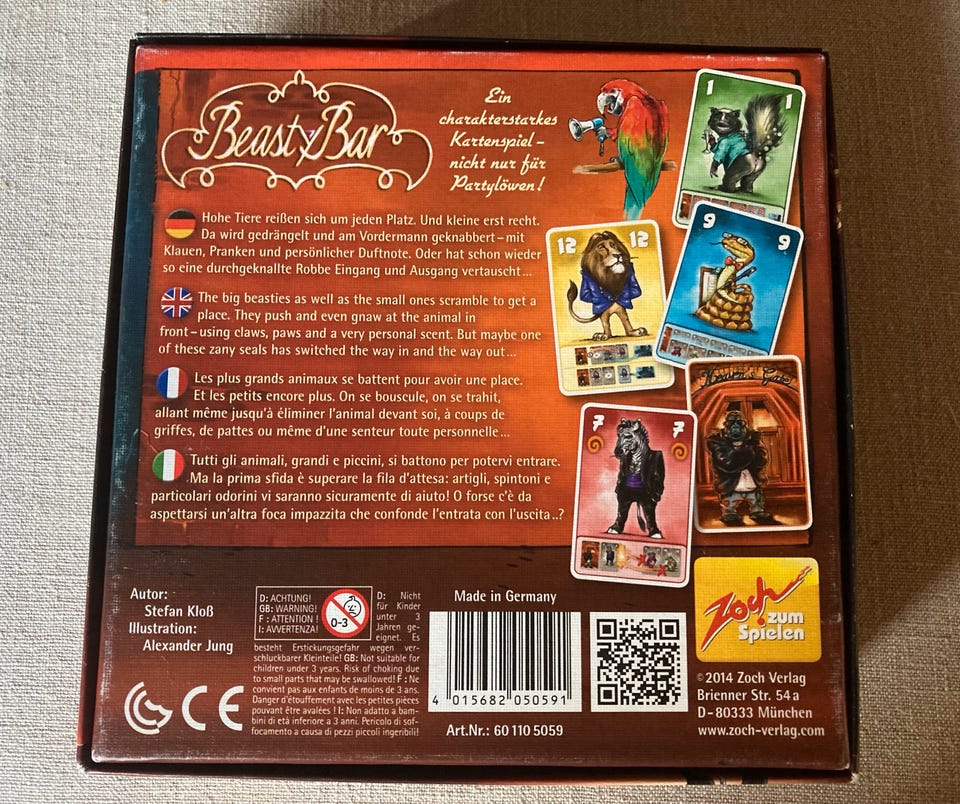 Beasty Bar
Ein
charakterstarkes
Kartenspiel –
nicht nur für
Partylöwen!
1 1
12 12
9 9
7 7
Heaven's Gate
Hohe Tiere reißen sich um jeden Platz. Und kleine erst recht.
Da wird gedrängelt und am Vordermann geknabbert – mit
Klauen, Pranken und persönlicher Duftnote. Oder hat schon wieder
so eine durchgeknallte Robbe Eingang und Ausgang vertauscht...
The big beasties as well as the small ones scramble to get a
place. They push and even gnaw at the animal in
front – using claws, paws and a very personal scent. But maybe one
of these zany seals has switched the way in and the way out...
Les plus grands animaux se battent pour avoir une place.
Et les petits encore plus. On se bouscule, on se trahit,
allant même jusqu'à éliminer l'animal devant soi, à coups de
griffes, de pattes ou même d'une senteur toute personnelle...
Tutti gli animali, grandi e piccini, si battono per potervi entrare.
Ma la prima sfida è superare la fila d'attesa: artigli, spintoni e
particolari odorini vi saranno sicuramente di aiuto! O forse c'è da
aspettarsi un'altra foca impazzita che confonde l'entrata con l'uscita..?
Autor:
Stefan Kloß
Illustration:
Alexander Jung
CE
D: ACHTUNG!
GB: WARNING!
F : ATTENTION !
I: AVVERTENZA!
0-3
D: Nicht
für Kinder
unter 3
Jahren ge-
eignet. Es
besteht Erstickungsgefahr wegen ver-
schluckbarer Kleinteile! GB: Not suitable for
children under 3 years. Risk of choking due
to small parts that may be swallowed! F : Ne
convient pas aux enfants de moins de 3 ans.
Danger d'étouffement avec les petites pièces
pouvant être avalées ! I: Non adatto a bam-
bini di età inferiore a 3 anni. Pericolo di sof-
focamento a causa di pezzi piccoli ingeribili!
Made in Germany
4 015682 050591
Art.Nr.: 60 110 5059
Zoch zum
Spielen
©2014 Zoch Verlag
Brienner Str. 54 a
D – 80333 München
www.zoch-verlag.com